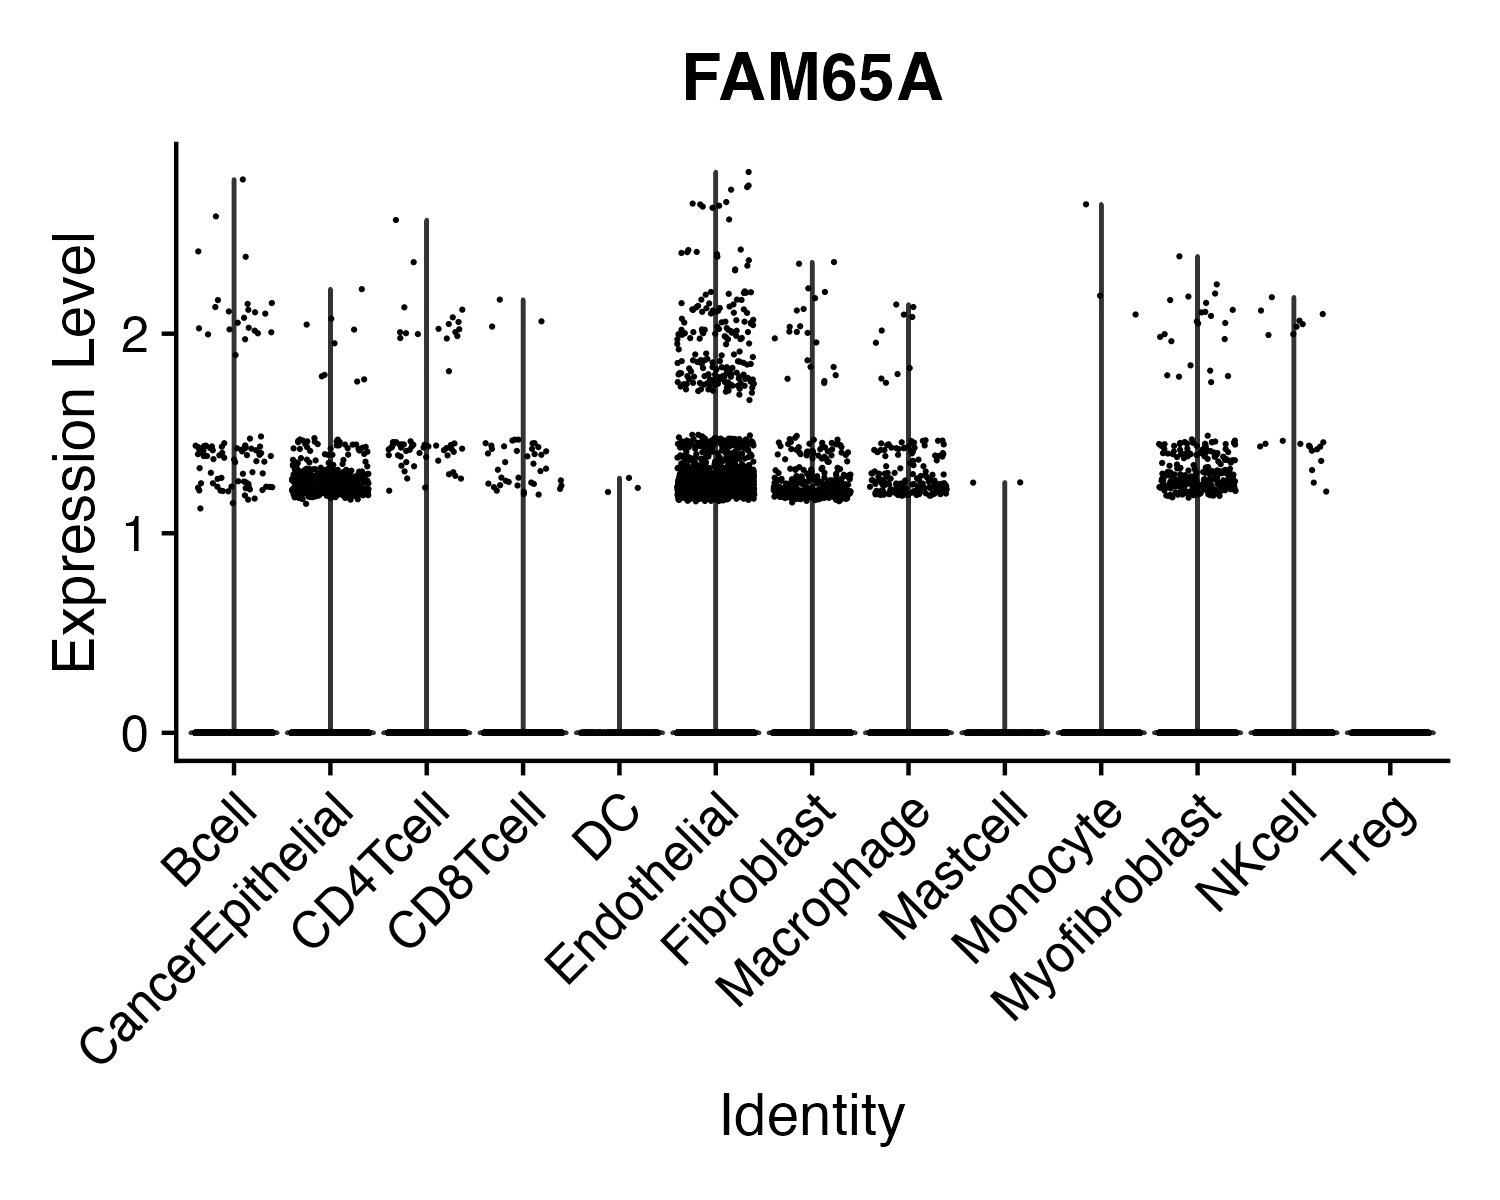 FAM65A
Expression Level
2
1
0
Bcell
CancerEpithelial
CD4Tcell
CD8Tcell
DC
Endothelial
Fibroblast
Macrophage
Mastcell
Monocyte
Myofibroblast
NKcell
Treg
Identity